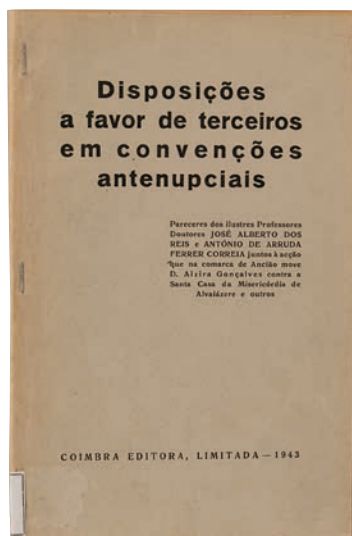 Disposições
a favor de terceiros
em convenções
antenupciais
Pareceres dos ilustres Professores
Doutores JOSÉ ALBERTO DOS
REIS e ANTÓNIO DE ARRUDA
FERRER CORREIA juntos à acção
que na comarca de Ancião move
D. Alzira Gonçalves contra a
Santa Casa da Misericórdia de
Alvaiázere e outros
COIMBRA EDITORA, LIMITADA — 1943